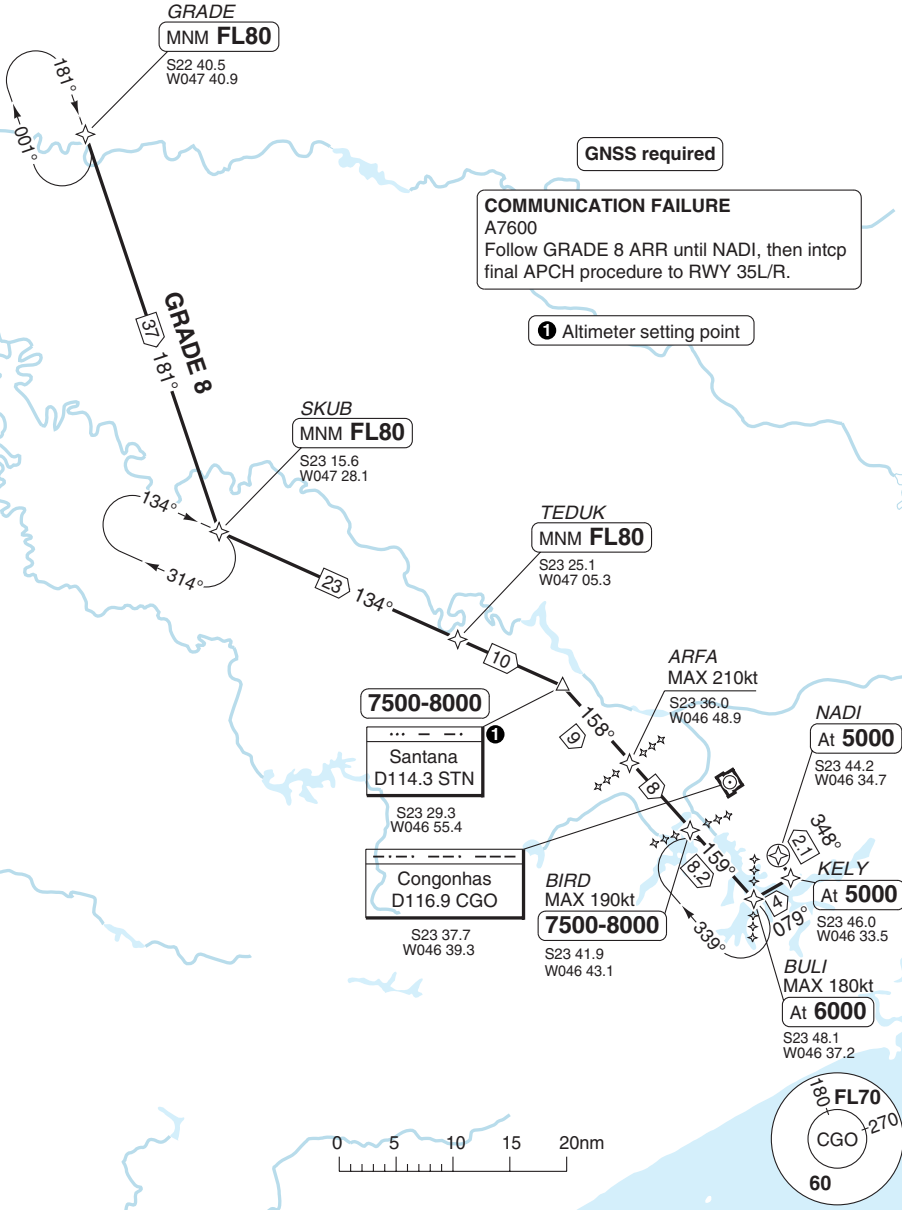 GRADE
MNM FL80
S22 40.5
W047 40.9
181°
001°
GNSS required
COMMUNICATION FAILURE
A7600
Follow GRADE 8 ARR until NADI, then intcp
final APCH procedure to RWY 35L/R.
1 Altimeter setting point
GRADE 8
37
181°
SKUB
MNM FL80
S23 15.6
W047 28.1
134°
314°
23
134°
TEDUK
MNM FL80
S23 25.1
W047 05.3
10
7500-8000
1
Santana
D114.3 STN
S23 29.3
W046 55.4
158°
9
ARFA
MAX 210kt
S23 36.0
W046 48.9
8
NADI
At 5000
S23 44.2
W046 34.7
348°
2.1
Congonhas
D116.9 CGO
S23 37.7
W046 39.3
BIRD
MAX 190kt
7500-8000
S23 41.9
W046 43.1
159°
8.2
339°
4
079°
KELY
At 5000
S23 46.0
W046 33.5
BULI
MAX 180kt
At 6000
S23 48.1
W046 37.2
0 5 10 15 20nm
180
FL70
270
CGO
60